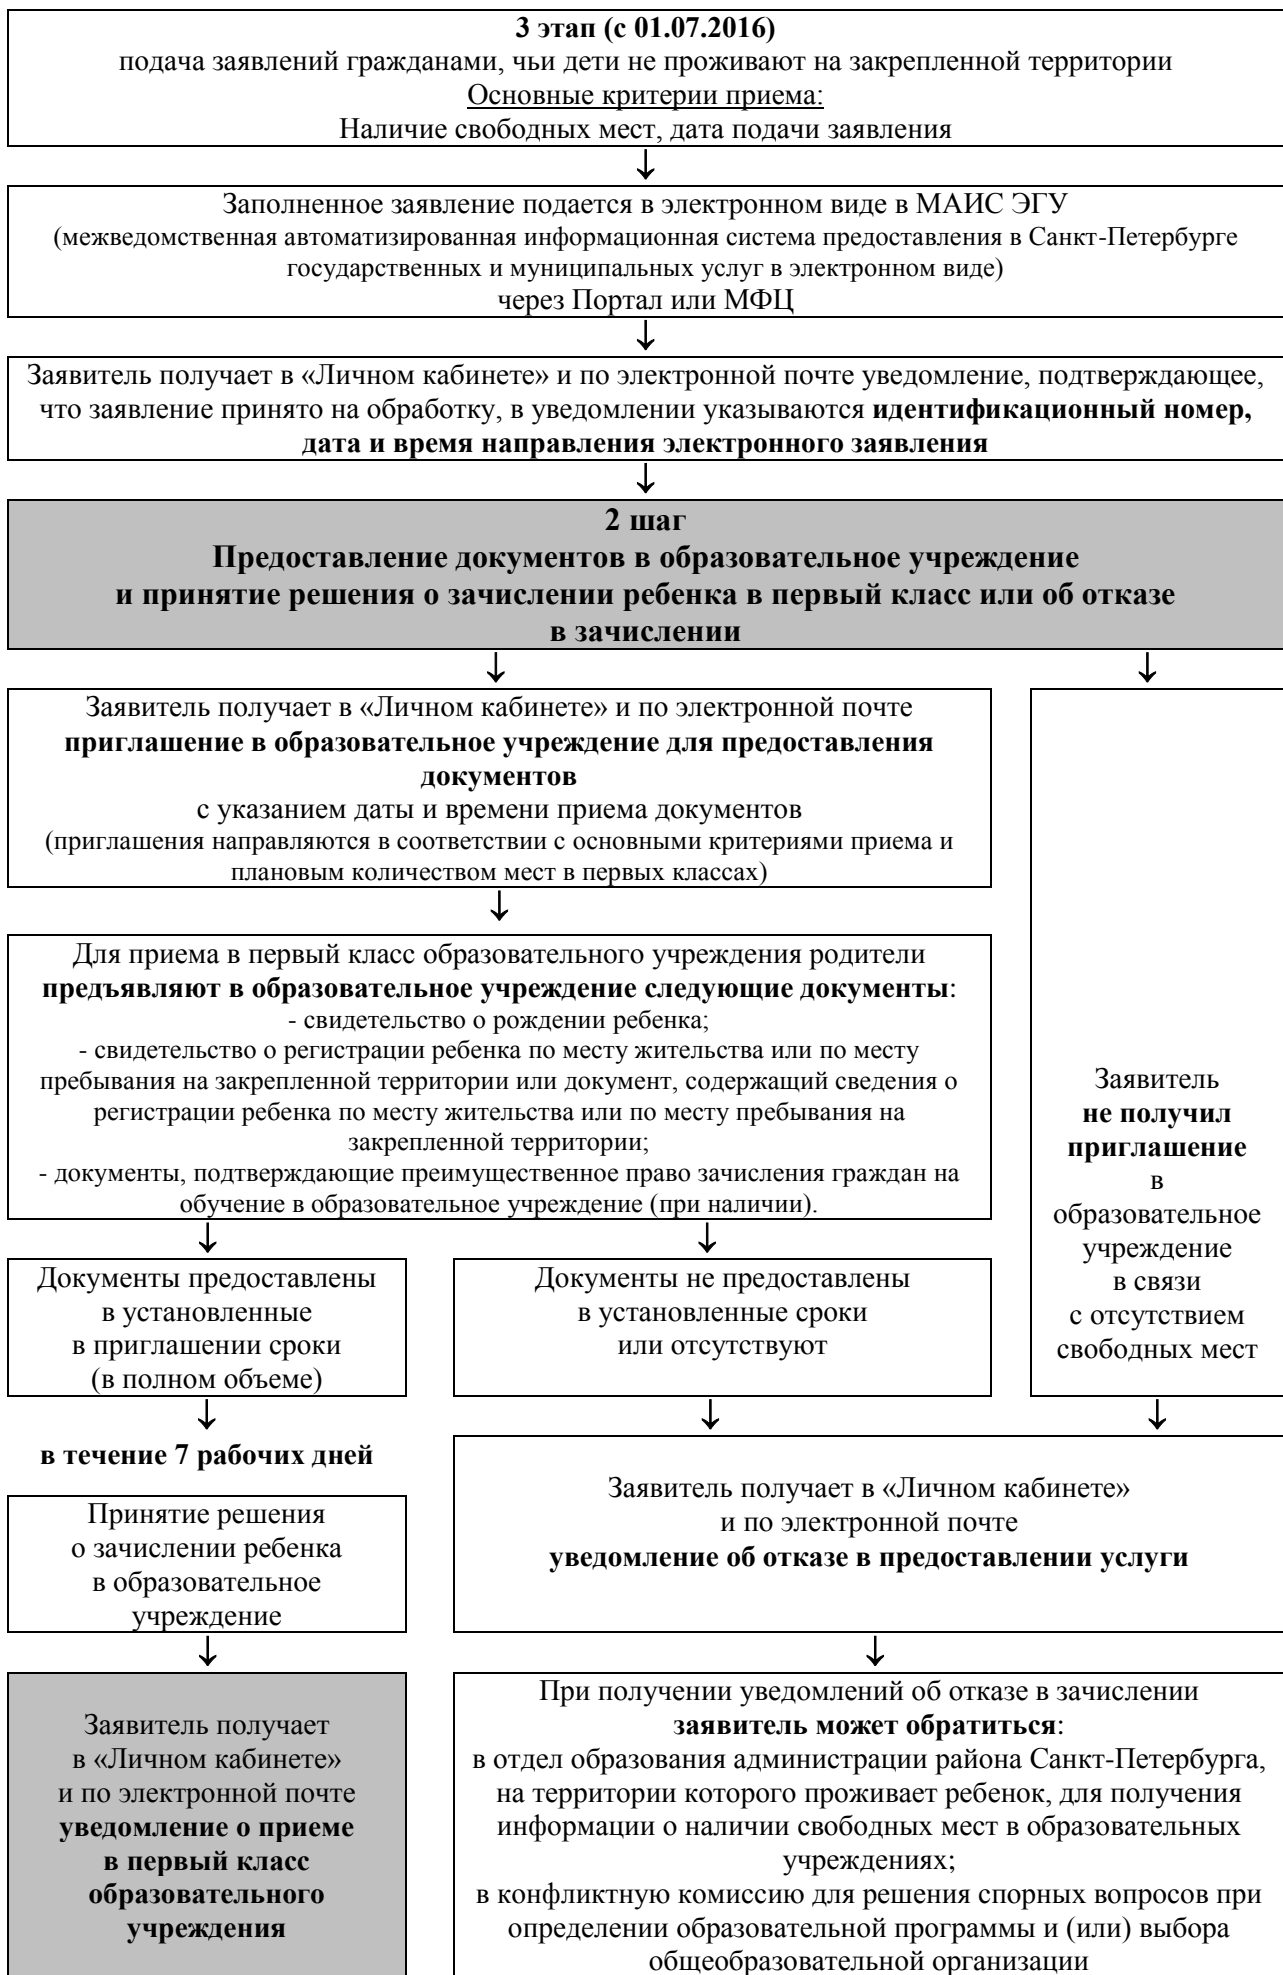 3 этап (с 01.07.2016)
подача заявлений гражданами, чьи дети не проживают на закрепленной территории
Основные критерии приема:
Наличие свободных мест, дата подачи заявления
Заполненное заявление подается в электронном виде в МАИС ЭГУ
(межведомственная автоматизированная информационная система предоставления в Санкт-Петербурге
государственных и муниципальных услуг в электронном виде)
через Портал или МФЦ
Заявитель получает в «Личном кабинете» и по электронной почте уведомление, подтверждающее,
что заявление принято на обработку, в уведомлении указываются идентификационный номер,
дата и время направления электронного заявления
2 шаг
Предоставление документов в образовательное учреждение
и принятие решения о зачислении ребенка в первый класс или об отказе
в зачислении
Заявитель получает в «Личном кабинете» и по электронной почте
приглашение в образовательное учреждение для предоставления
документов
с указанием даты и времени приема документов
(приглашения направляются в соответствии с основными критериями приема и
плановым количеством мест в первых классах)
Для приема в первый класс образовательного учреждения родители
предъявляют в образовательное учреждение следующие документы:
- свидетельство о рождении ребенка;
- свидетельство о регистрации ребенка по месту жительства или по месту
пребывания на закрепленной территории или документ, содержащий сведения о
регистрации ребенка по месту жительства или по месту пребывания на
закрепленной территории;
- документы, подтверждающие преимущественное право зачисления граждан на
обучение в образовательное учреждение (при наличии).
Заявитель
не получил
приглашение
в
образовательное
учреждение
в связи
с отсутствием
свободных мест
Документы предоставлены
в установленные
в приглашении сроки
(в полном объеме)
Документы не предоставлены
в установленные сроки
или отсутствуют
в течение 7 рабочих дней
Принятие решения
о зачислении ребенка
в образовательное
учреждение
Заявитель получает в «Личном кабинете»
и по электронной почте
уведомление об отказе в предоставлении услуги
Заявитель получает
в «Личном кабинете»
и по электронной почте
уведомление о приеме
в первый класс
образовательного
учреждения
При получении уведомлений об отказе в зачислении
заявитель может обратиться:
в отдел образования администрации района Санкт-Петербурга,
на территории которого проживает ребенок, для получения
информации о наличии свободных мест в образовательных
учреждениях;
в конфликтную комиссию для решения спорных вопросов при
определении образовательной программы и (или) выбора
общеобразовательной организации